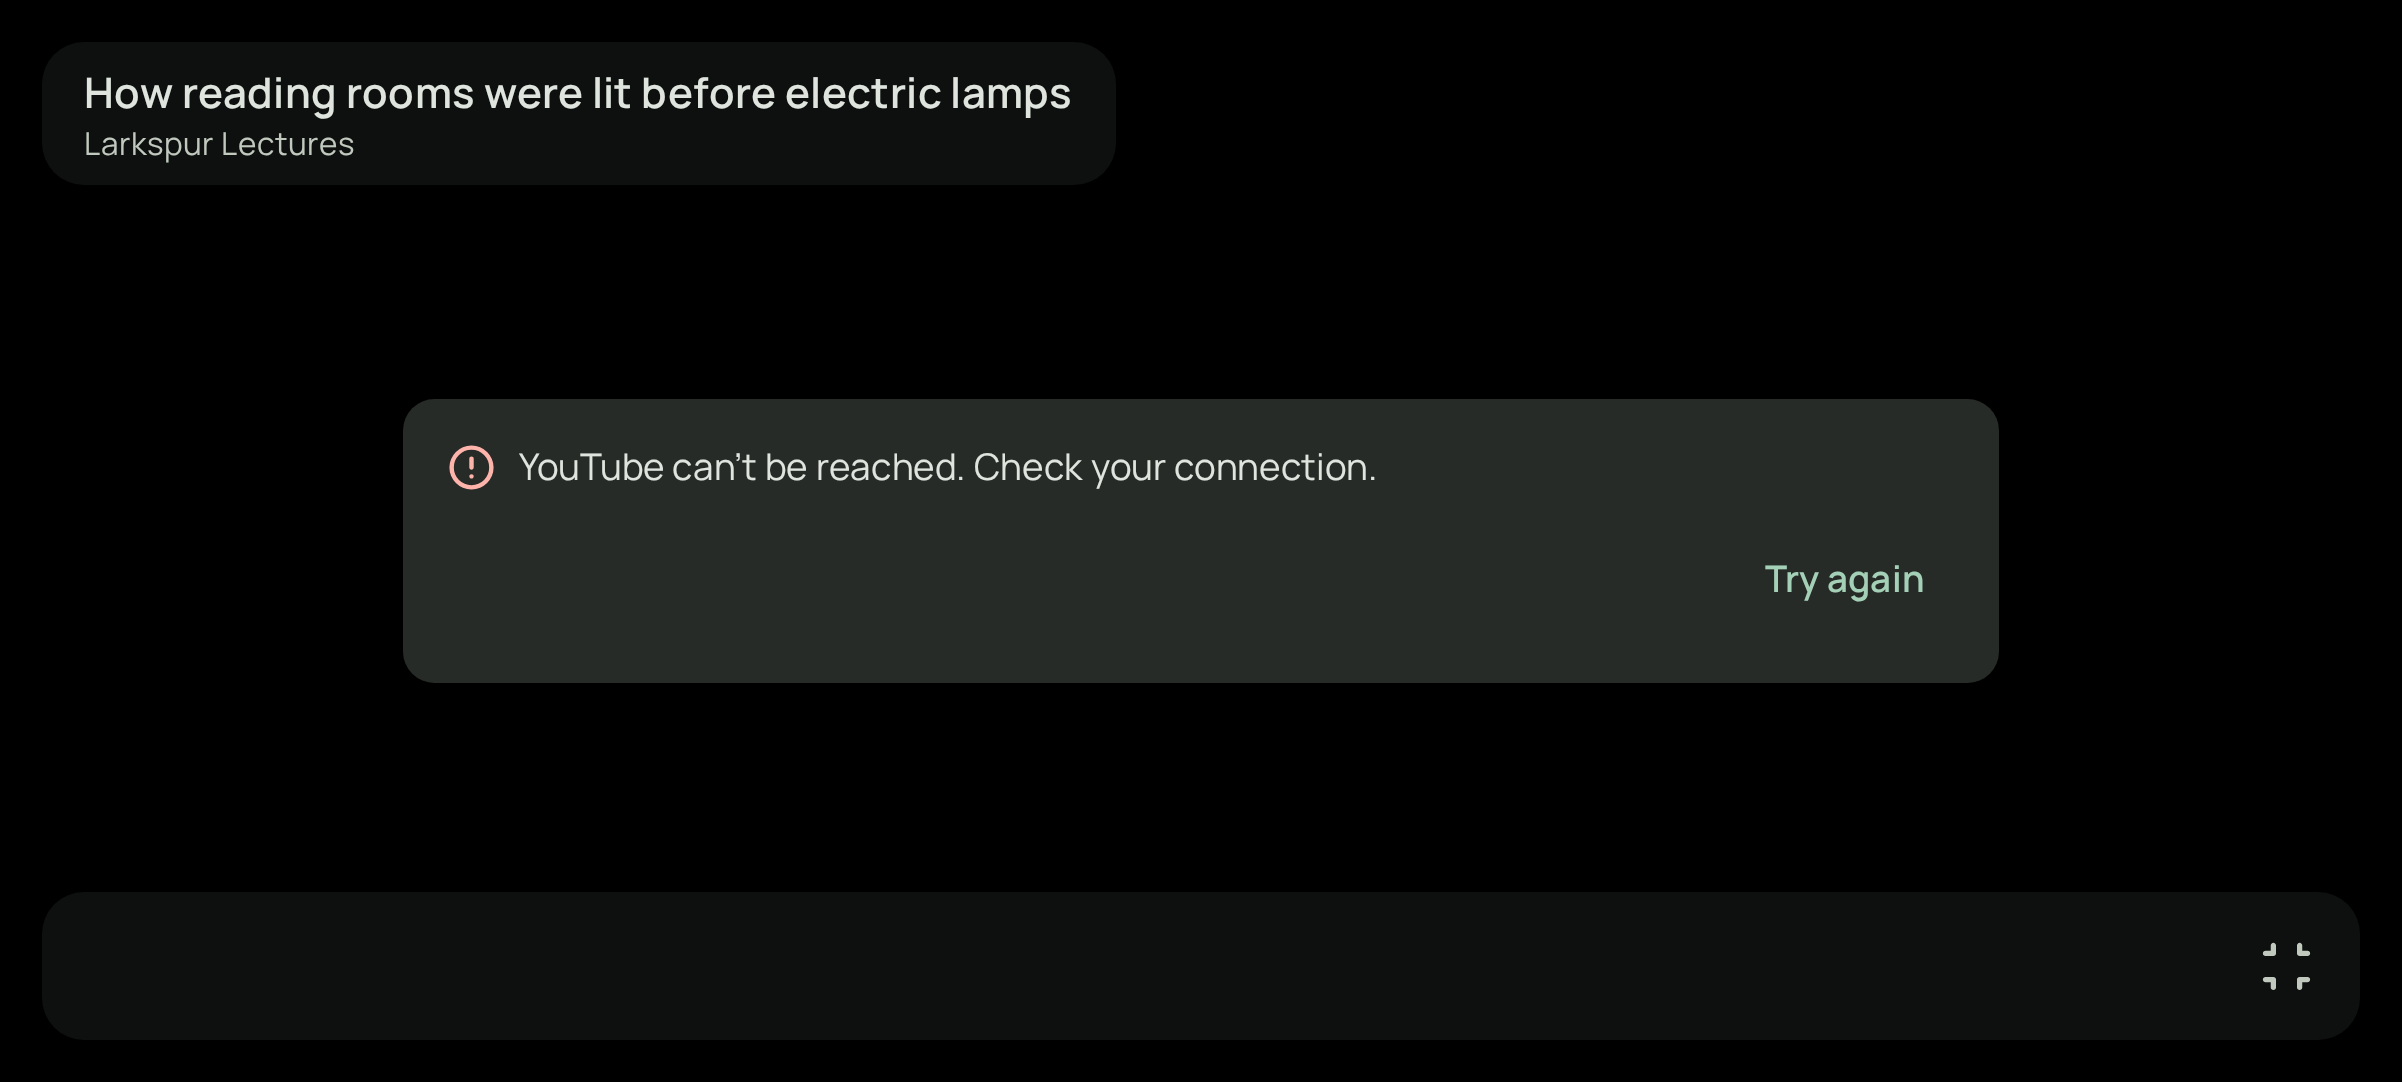 How reading rooms were lit before electric lamps
Larkspur Lectures
YouTube can’t be reached. Check your connection.
Try again